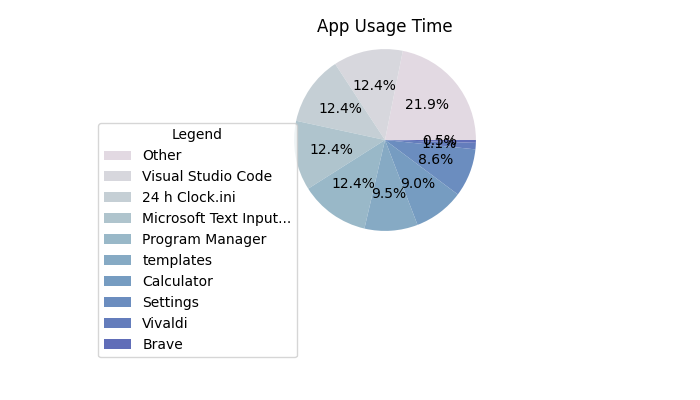 App Usage Time
21.9%
12.4%
12.4%
12.4%
12.4%
9.5%
9.0%
8.6%
1.1%
0.5%
Legend
Other
Visual Studio Code
24 h Clock.ini
Microsoft Text Input...
Program Manager
templates
Calculator
Settings
Vivaldi
Brave